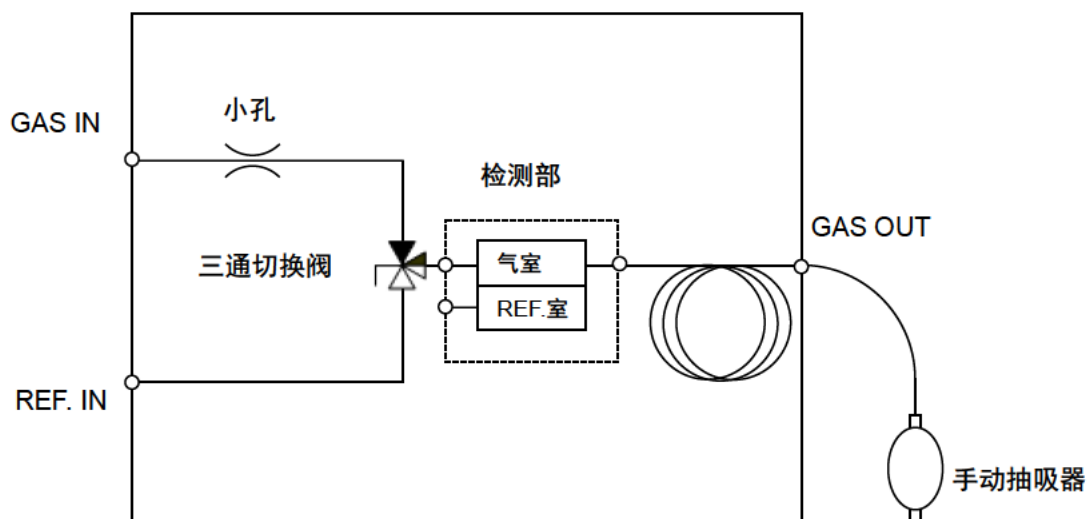 小孔
GAS IN
检测部
GAS OUT
三通切换阀
气室
REF.室
REF. IN
手动抽吸器